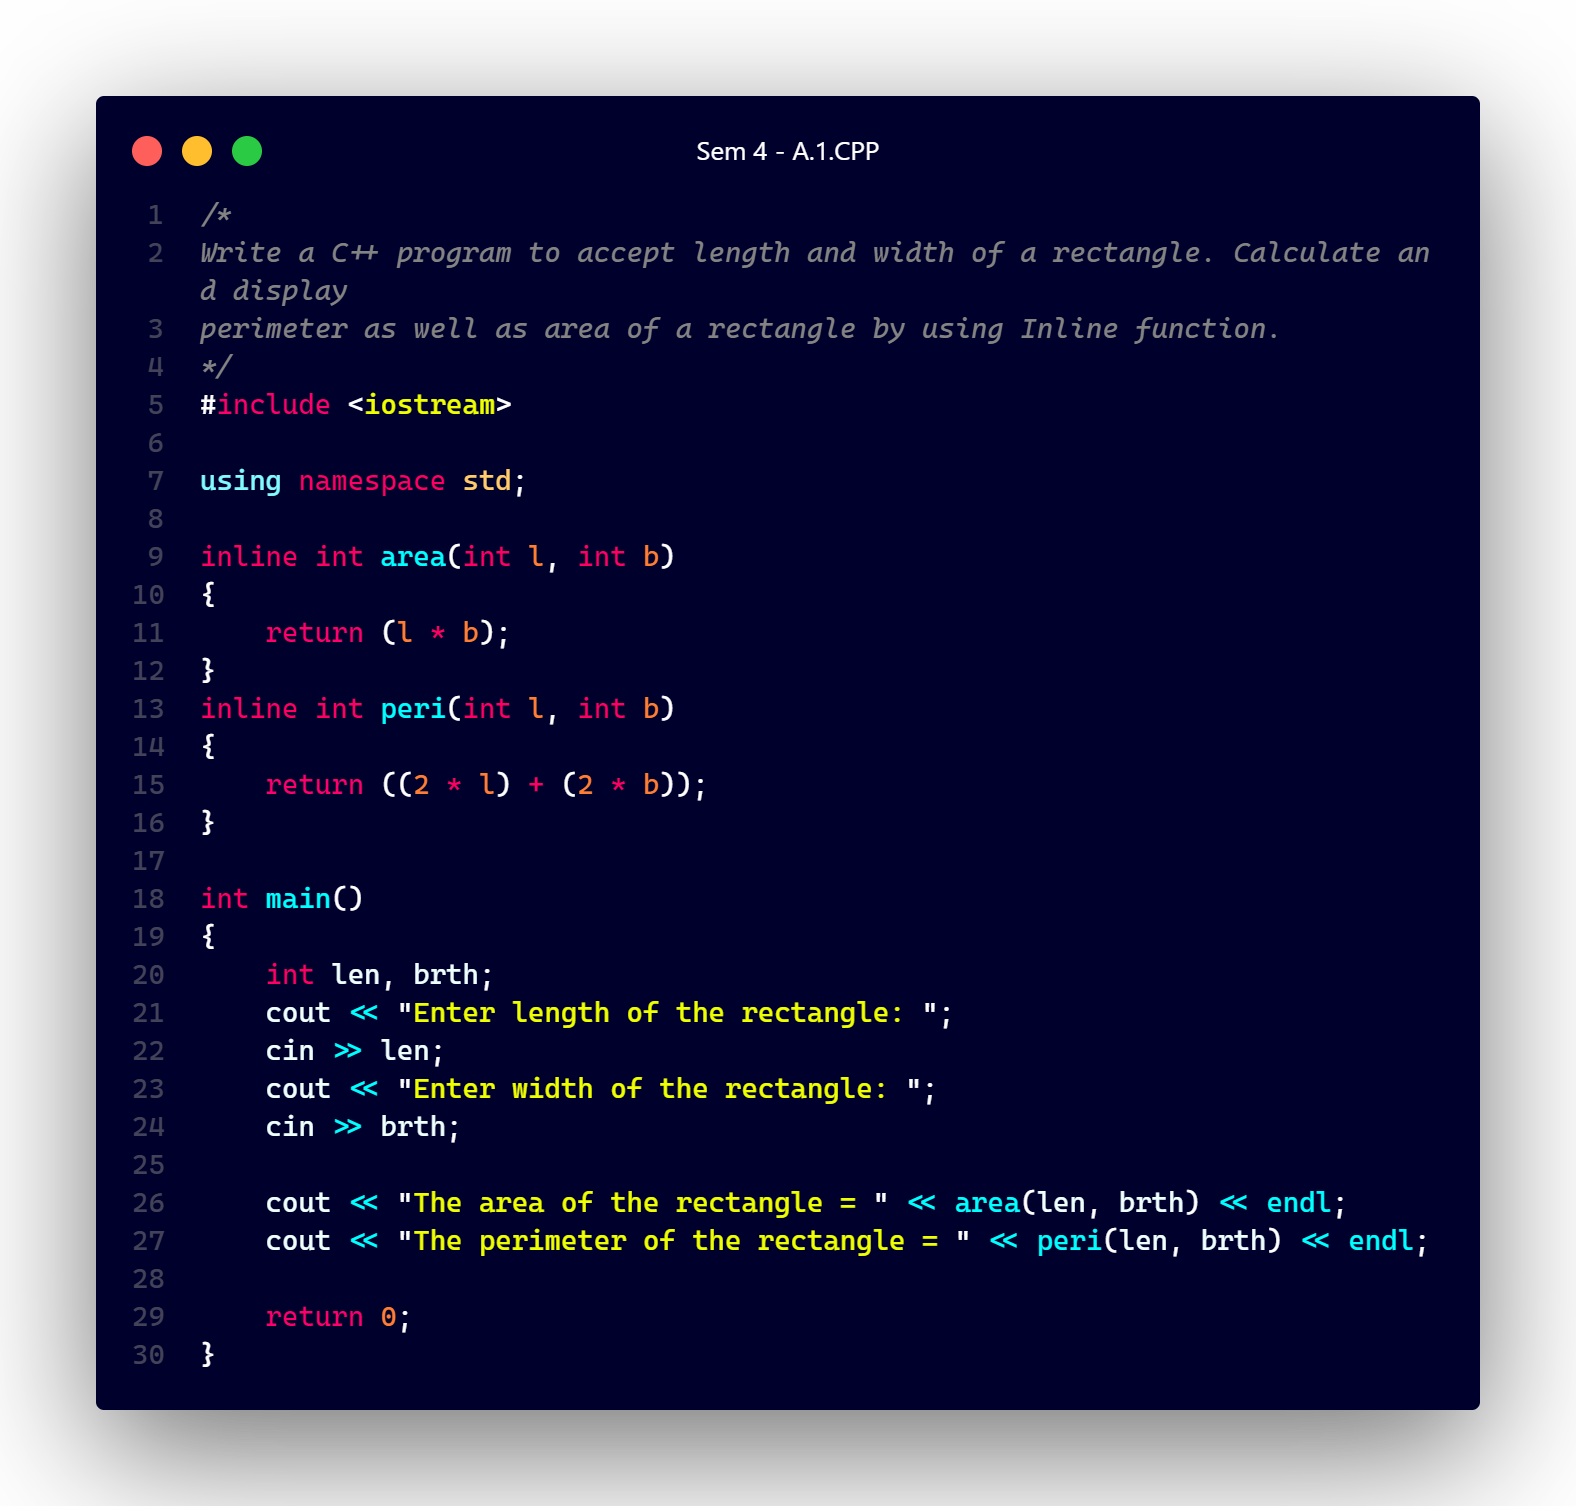 Sem 4 - A.1.CPP
1 /*
2 Write a C++ program to accept length and width of a rectangle. Calculate an
d display
3 perimeter as well as area of a rectangle by using Inline function.
4 */
5 #include <iostream>
6
7 using namespace std;
8
9 inline int area(int l, int b)
10 {
11     return (l * b);
12 }
13 inline int peri(int l, int b)
14 {
15     return ((2 * l) + (2 * b));
16 }
17
18 int main()
19 {
20     int len, brth;
21     cout << "Enter length of the rectangle: ";
22     cin >> len;
23     cout << "Enter width of the rectangle: ";
24     cin >> brth;
25
26     cout << "The area of the rectangle = " << area(len, brth) << endl;
27     cout << "The perimeter of the rectangle = " << peri(len, brth) << endl;
28
29     return 0;
30 }